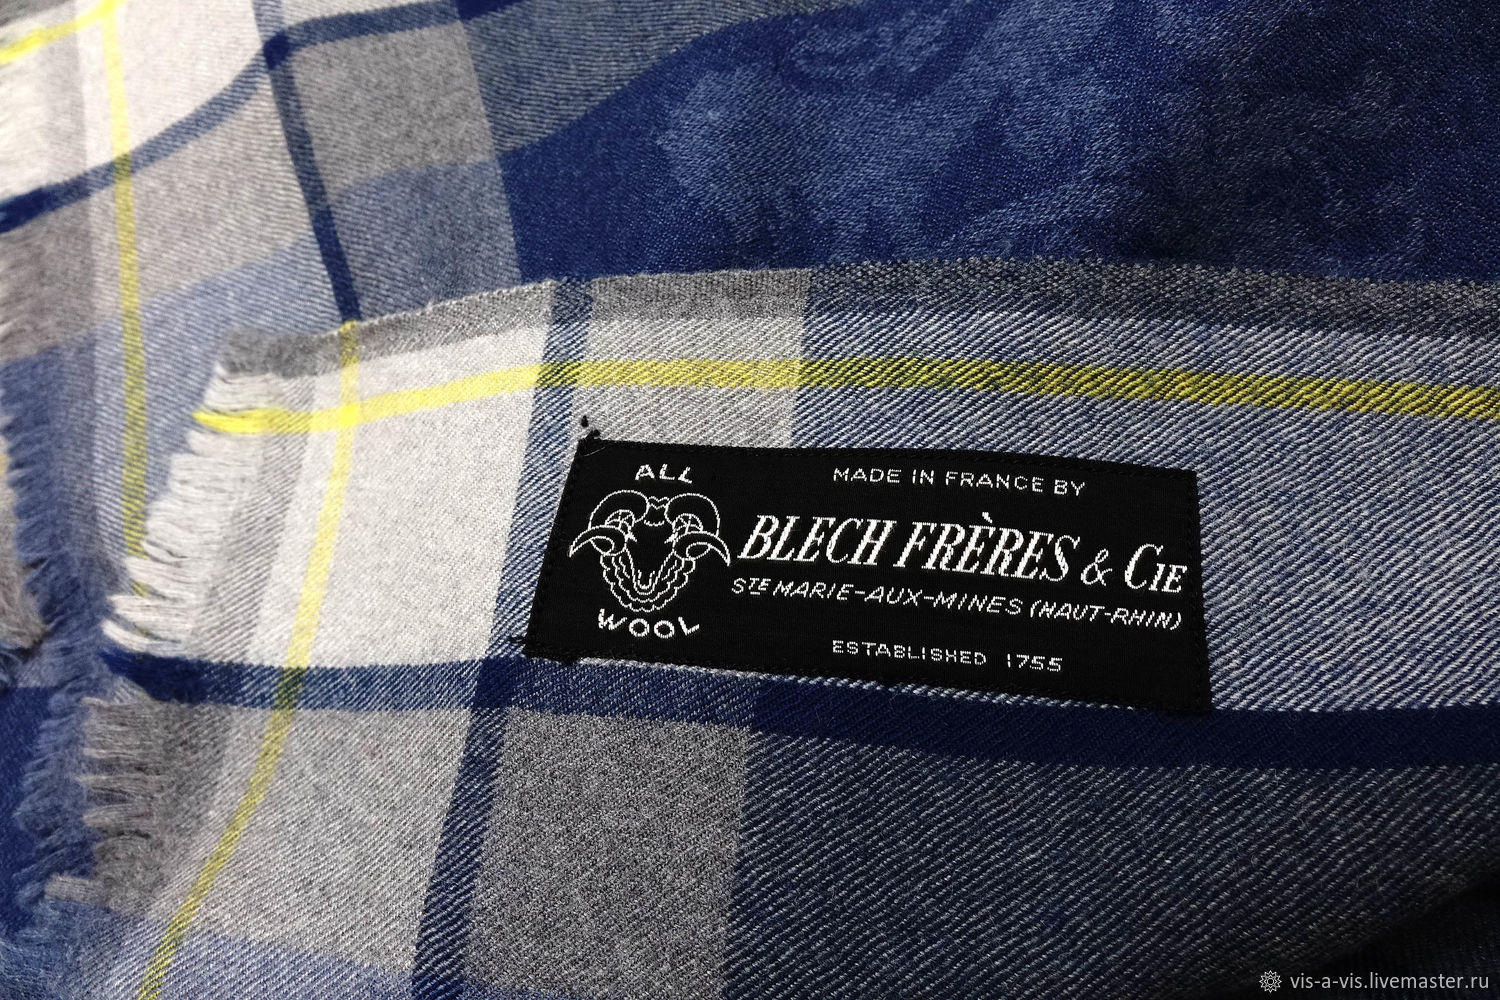 ALL
WOOL
MADE IN FRANCE BY
BLECH FRÈRES & CIE
STE MARIE-AUX-MINES (HAUT-RHIN)
ESTABLISHED 1755
vis-a-vis.livemaster.ru